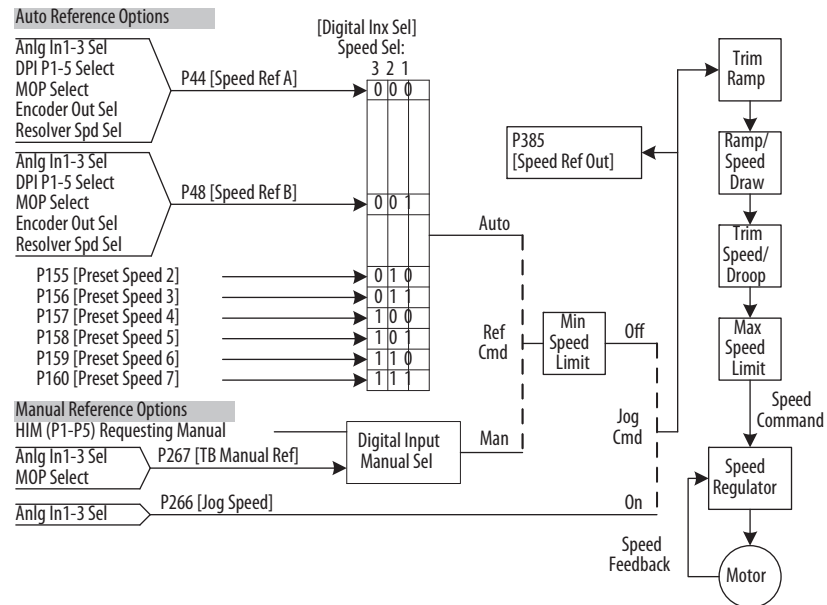 Auto Reference Options
Anlg In1-3 Sel
DPI P1-5 Select
MOP Select
Encoder Out Sel
Resolver Spd Sel
P44 [Speed Ref A]
Anlg In1-3 Sel
DPI P1-5 Select
MOP Select
Encoder Out Sel
Resolver Spd Sel
P48 [Speed Ref B]
P155 [Preset Speed 2]
P156 [Preset Speed 3]
P157 [Preset Speed 4]
P158 [Preset Speed 5]
P159 [Preset Speed 6]
P160 [Preset Speed 7]
[Digital Inx Sel]
Speed Sel:
3 2 1
0 0 0
0 0 1
0 1 0
0 1 1
1 0 0
1 0 1
1 1 0
1 1 1
Manual Reference Options
HIM (P1-P5) Requesting Manual
Anlg In1-3 Sel
MOP Select
P267 [TB Manual Ref]
Digital Input
Manual Sel
Anlg In1-3 Sel
P266 [Jog Speed]
Auto
Ref
Cmd
Man
Min
Speed
Limit
Off
Jog
Cmd
On
P385
[Speed Ref Out]
Trim
Ramp
Ramp/
Speed
Draw
Trim
Speed/
Droop
Max
Speed
Limit
Speed
Command
Speed
Regulator
Speed
Feedback
Motor